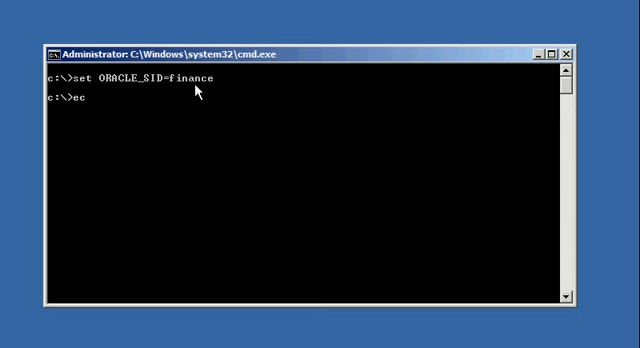 Administrator: C:\Windows\system32\cmd.exe
c:\>set ORACLE_SID=finance
c:\>ec